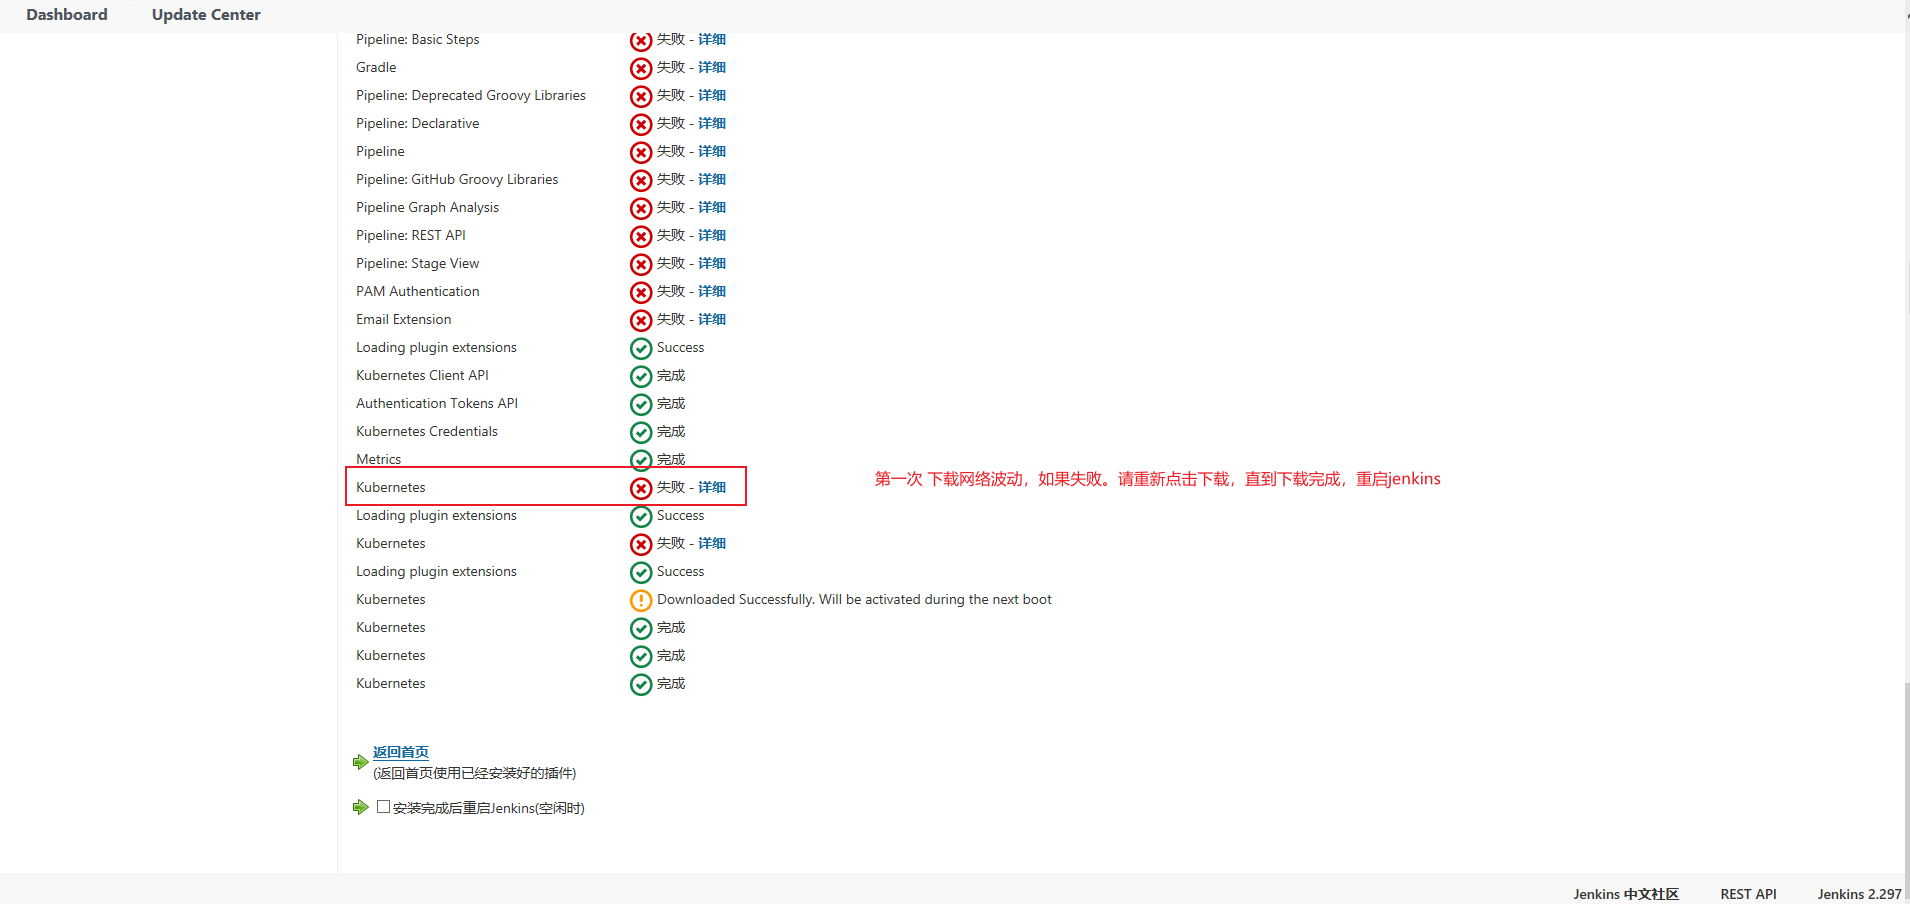 Dashboard Update Center
Pipeline: Basic Steps 失败 - 详细
Gradle 失败 - 详细
Pipeline: Deprecated Groovy Libraries 失败 - 详细
Pipeline: Declarative 失败 - 详细
Pipeline 失败 - 详细
Pipeline: GitHub Groovy Libraries 失败 - 详细
Pipeline Graph Analysis 失败 - 详细
Pipeline: REST API 失败 - 详细
Pipeline: Stage View 失败 - 详细
PAM Authentication 失败 - 详细
Email Extension 失败 - 详细
Loading plugin extensions Success
Kubernetes Client API 完成
Authentication Tokens API 完成
Kubernetes Credentials 完成
Metrics 完成
Kubernetes 失败 - 详细
第一次 下载网络波动，如果失败。请重新点击下载，直到下载完成，重启jenkins
Loading plugin extensions Success
Kubernetes 失败 - 详细
Loading plugin extensions Success
Kubernetes Downloaded Successfully. Will be activated during the next boot
Kubernetes 完成
Kubernetes 完成
Kubernetes 完成
返回首页
(返回首页使用已经安装好的插件)
安装完成后重启Jenkins(空闲时)
Jenkins 中文社区 REST API Jenkins 2.297